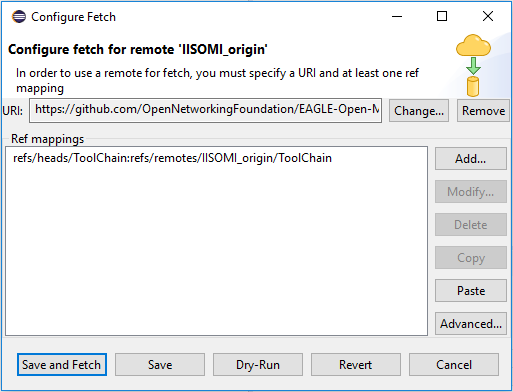 Configure Fetch
Configure fetch for remote 'IISOMI_origin'
In order to use a remote for fetch, you must specify a URI and at least one ref
mapping
URI: https://github.com/OpenNetworkingFoundation/EAGLE-Open-M Change... Remove
Ref mappings
refs/heads/ToolChain:refs/remotes/IISOMI_origin/ToolChain
Add...
Modify...
Delete
Copy
Paste
Advanced...
Save and Fetch Save Dry-Run Revert Cancel